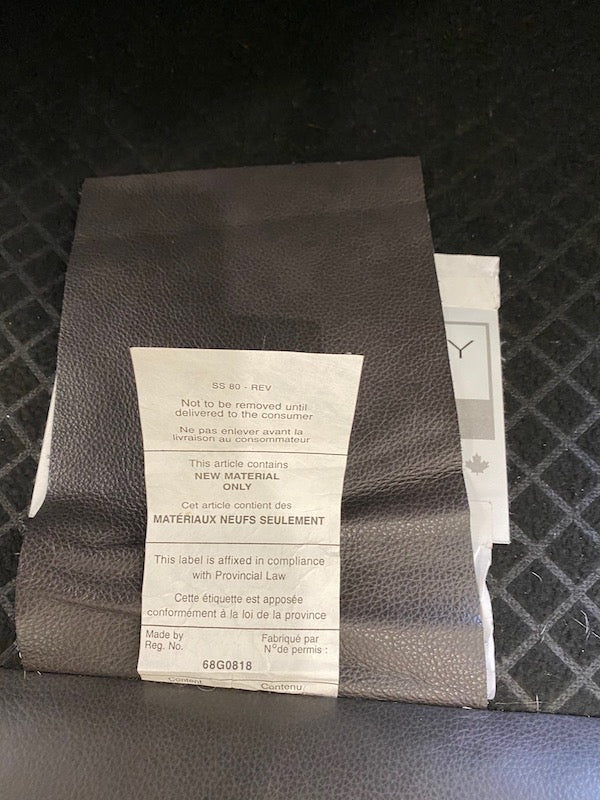 SS 80 - REV
Not to be removed until
delivered to the consumer
Ne pas enlever avant la
livraison au consommateur
This article contains
NEW MATERIAL
ONLY
Cet article contient des
MATÉRIAUX NEUFS SEULEMENT
This label is affixed in compliance
with Provincial Law
Cette étiquette est apposée
conformément à la loi de la province
Made by
Reg. No.
Fabriqué par
N° de permis :
68G0818
Content
Contenu
Y